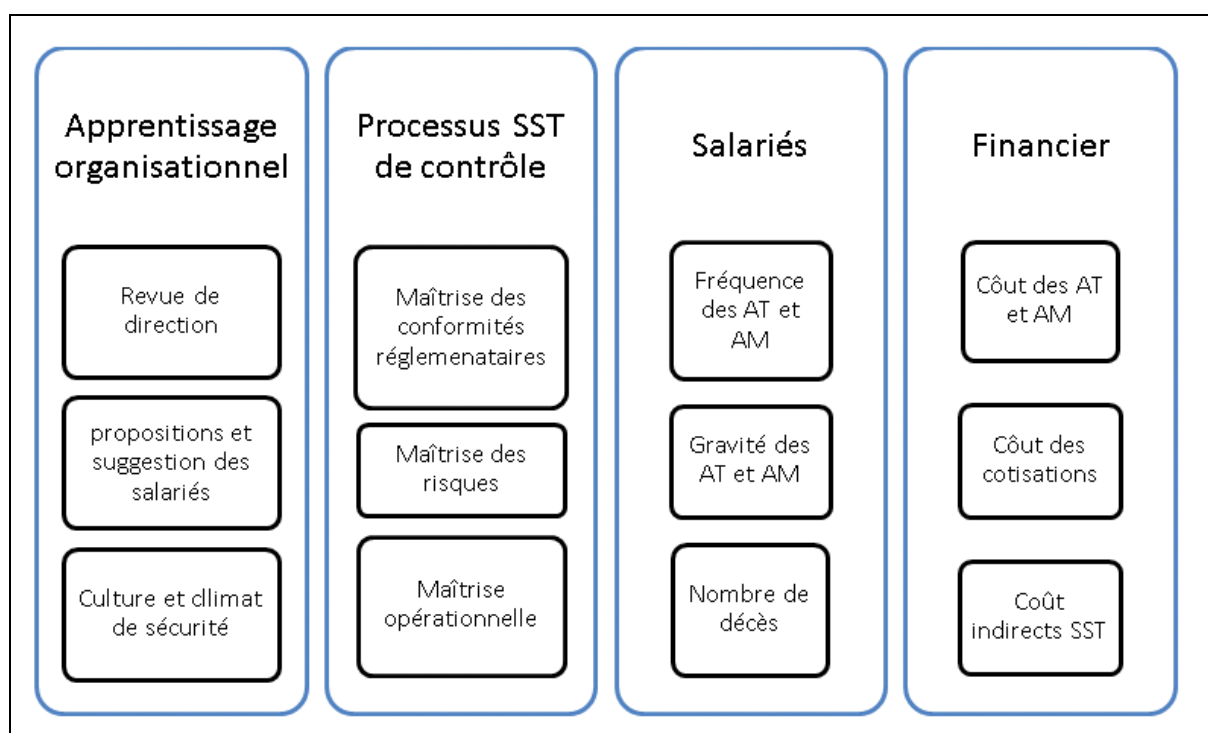 Apprentissage
organisationnel
Revue de
direction
propositions et
suggestion des
salariés
Culture et cllimat
de sécurité
Processus SST
de contrôle
Maîtrise des
conformités
réglemenataires
Maîtrise des
risques
Maîtrise
opérationnelle
Salariés
Fréquence
des AT et
AM
Gravité des
AT et AM
Nombre de
décès
Financier
Côut des AT
et AM
Côut des
cotisations
Coût
indirects SST